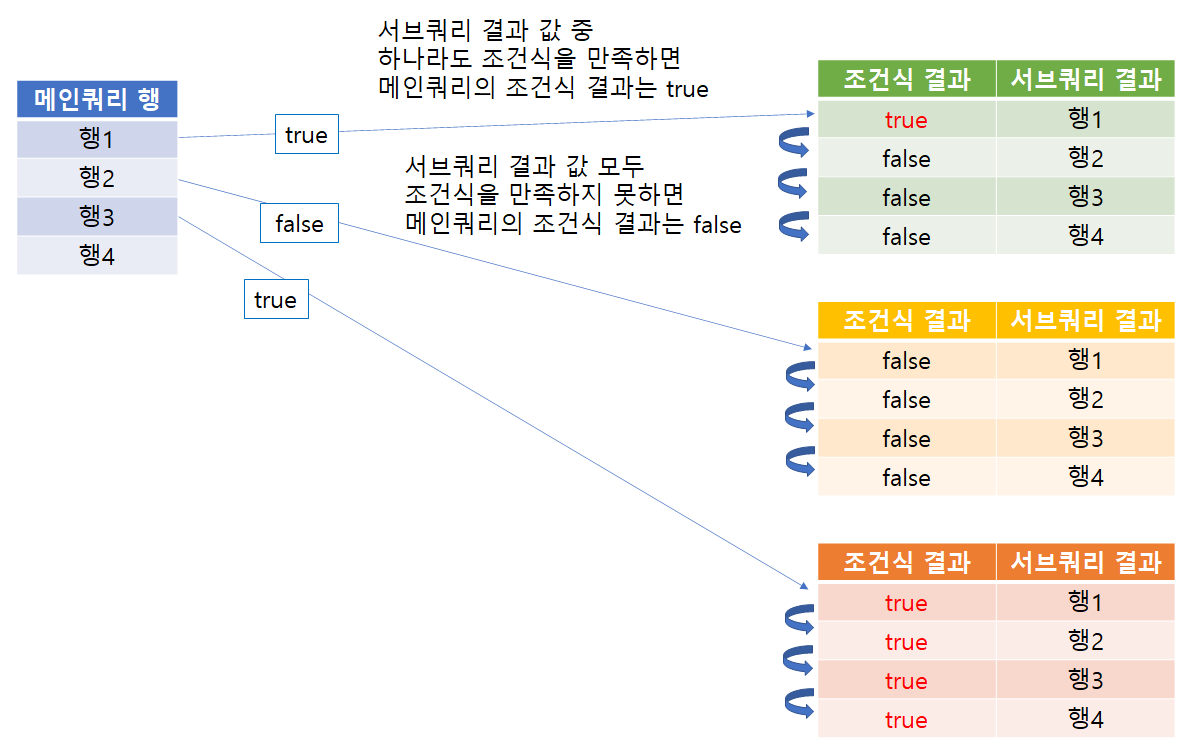 서브쿼리 결과 값 중
하나라도 조건식을 만족하면
메인쿼리의 조건식 결과는 true
메인쿼리 행
행1
행2
행3
행4
true
false
true
서브쿼리 결과 값 모두
조건식을 만족하지 못하면
메인쿼리의 조건식 결과는 false
조건식 결과 서브쿼리 결과
true 행1
false 행2
false 행3
false 행4
조건식 결과 서브쿼리 결과
false 행1
false 행2
false 행3
false 행4
조건식 결과 서브쿼리 결과
true 행1
true 행2
true 행3
true 행4